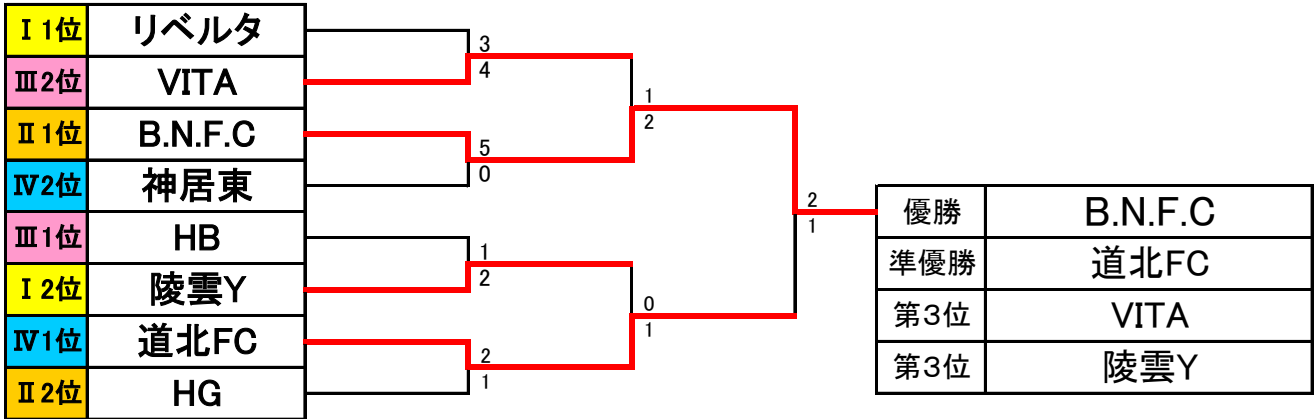 Ⅰ1位 リベルタ
3
Ⅲ2位 VITA
4
1
Ⅱ1位 B.N.F.C
2
5
Ⅳ2位 神居東
0
2
優勝 B.N.F.C
Ⅲ1位 HB
1
1
準優勝 道北FC
Ⅰ2位 陵雲Y
2
0
第3位 VITA
Ⅳ1位 道北FC
1
2
第3位 陵雲Y
Ⅱ2位 HG
1